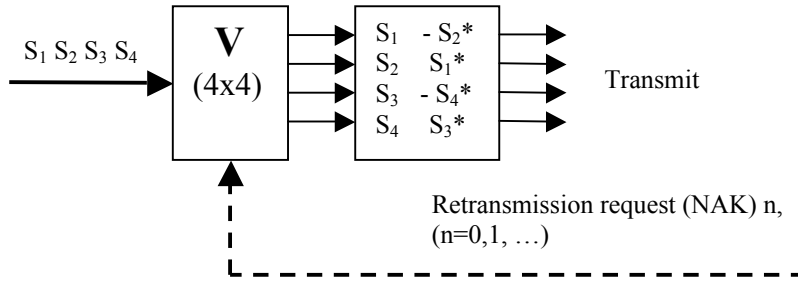 S₁ S₂ S₃ S₄
V
(4x4)
S₁ - S₂*
S₂ S₁*
S₃ - S₄*
S₄ S₃*
Transmit
Retransmission request (NAK) n,
(n=0,1, …)